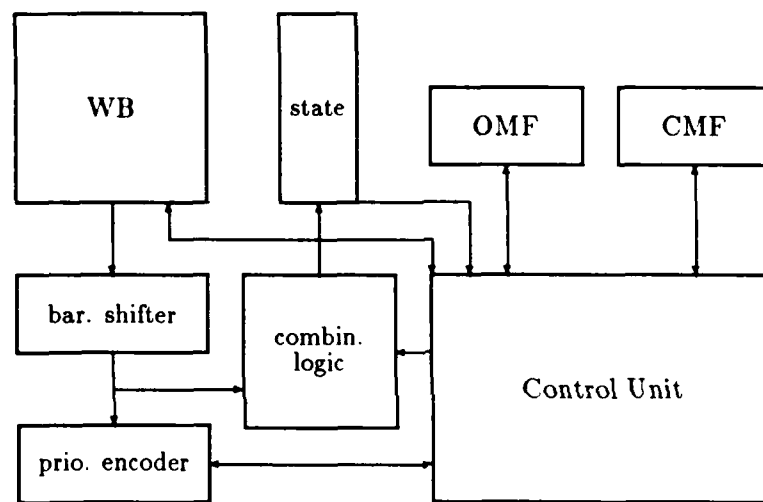 WB
state
OMF
CMF
bar. shifter
combin.
logic
Control Unit
prio. encoder